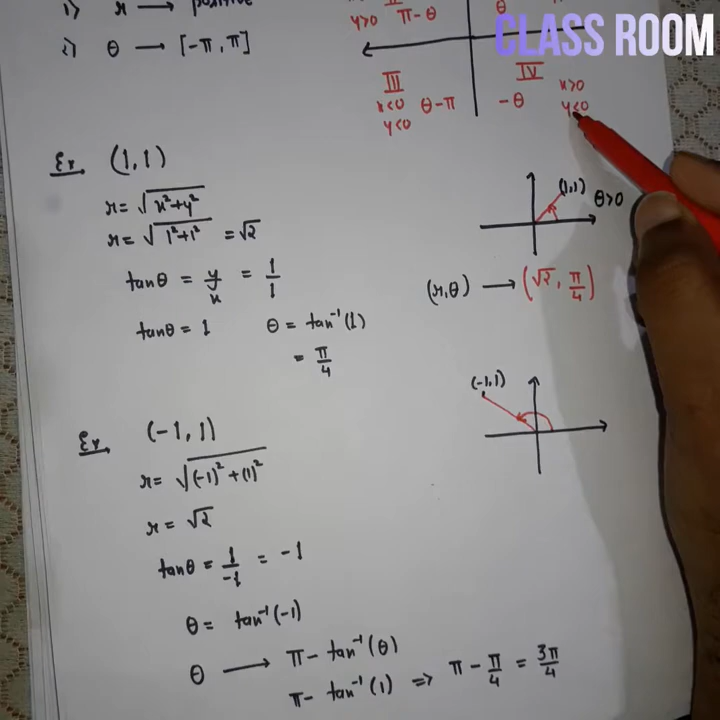 i) r → positive
ii) θ → [-π, π]
y>0 π-θ θ
CLASS ROOM
III IV
x<0 θ-π -θ x>0
y<0 y<0
Ex. (1,1)
r = √x²+y²
r = √1²+1² = √2
tanθ = y/x = 1/1
tanθ = 1 θ = tan⁻¹(1)
= π/4
(1,1) θ>0
(r,θ) → (√2, π/4)
Ex. (-1,1)
r = √(-1)²+(1)²
r = √2
tanθ = 1/-1 = -1
θ = tan⁻¹(-1)
θ → π - tan⁻¹(θ)
π - tan⁻¹(1) ⇒ π - π/4 = 3π/4
(-1,1)